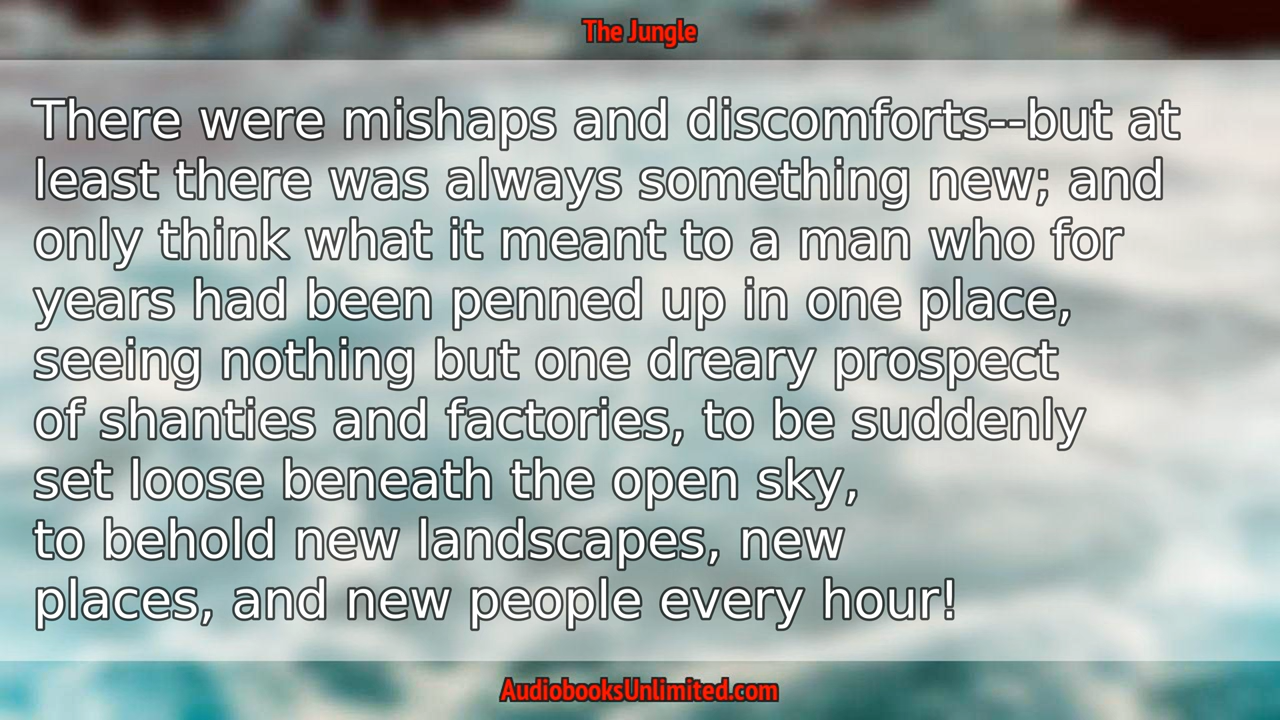 The Jungle
There were mishaps and discomforts--but at
least there was always something new; and
only think what it meant to a man who for
years had been penned up in one place,
seeing nothing but one dreary prospect
of shanties and factories, to be suddenly
set loose beneath the open sky,
to behold new landscapes, new
places, and new people every hour!
AudiobooksUnlimited.com